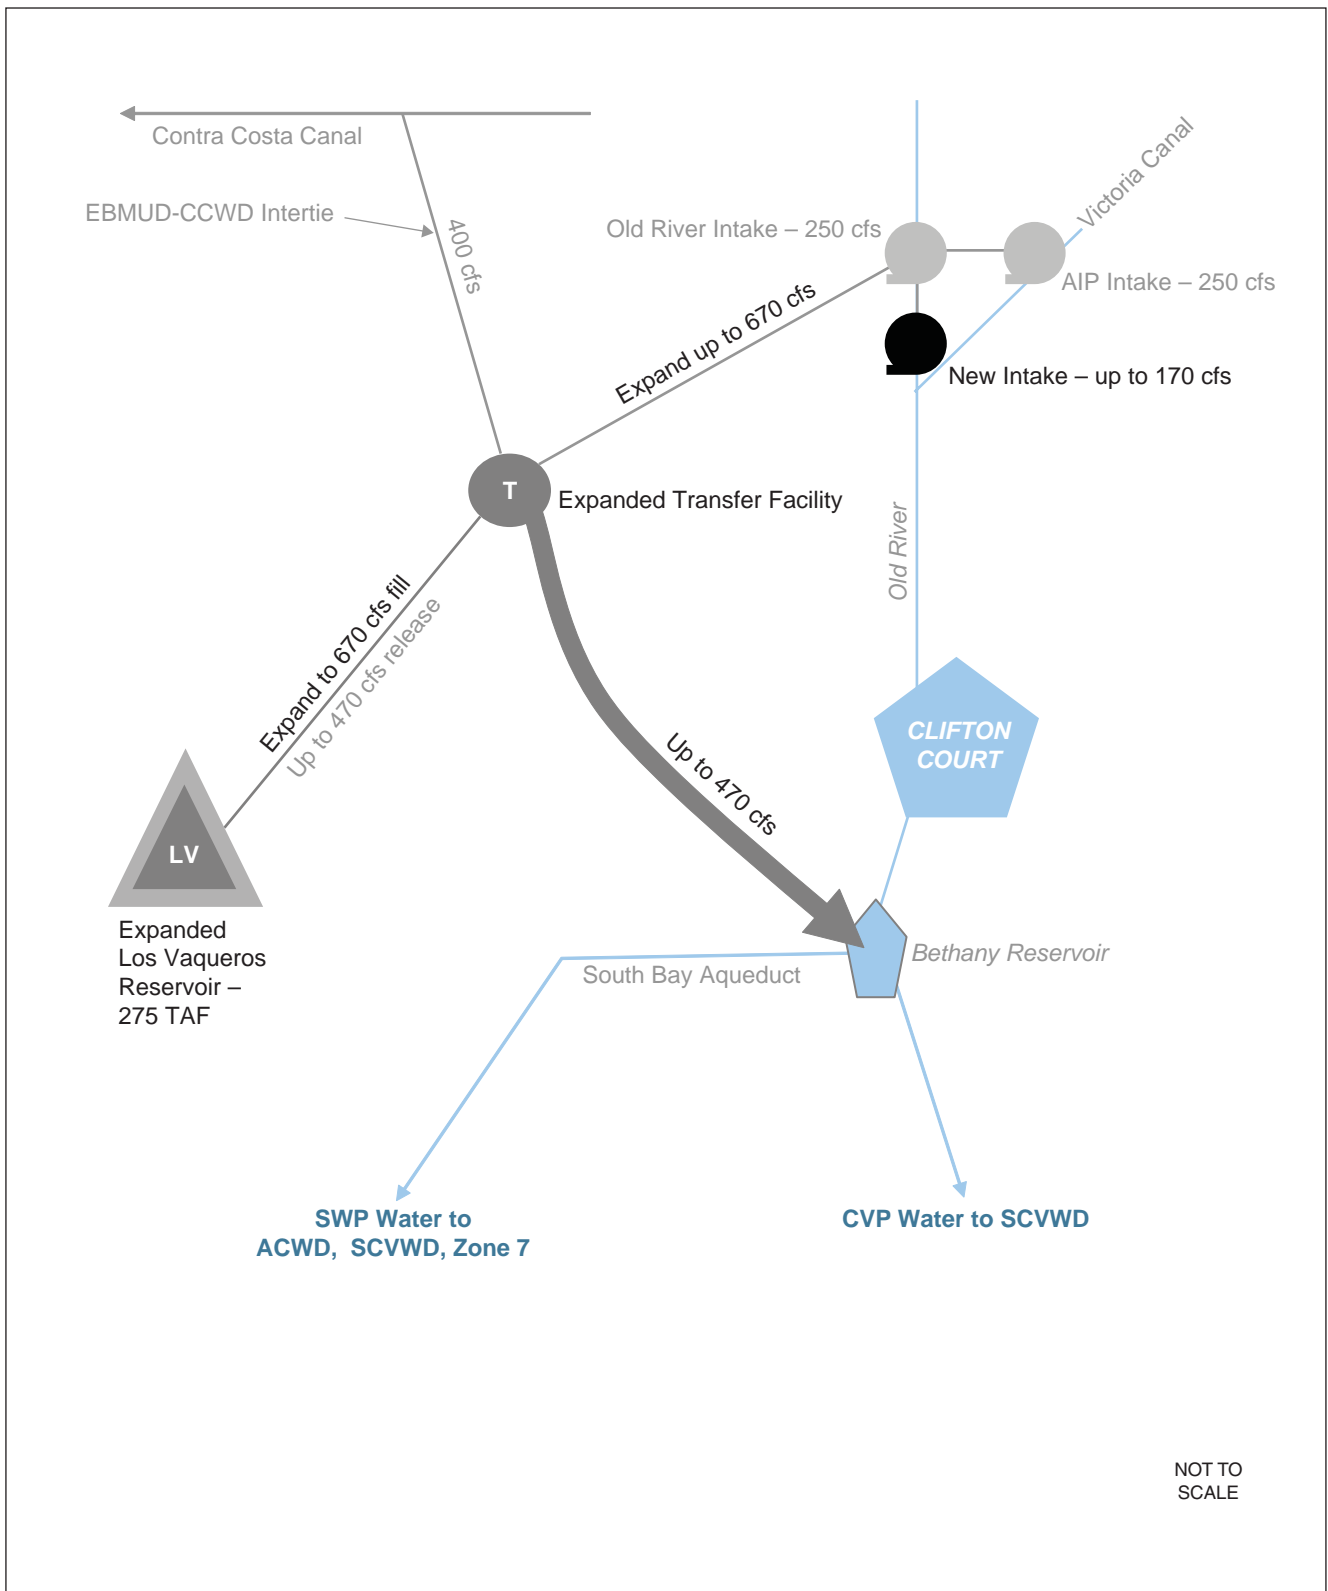 Contra Costa Canal
EBMUD-CCWD Intertie
400 cfs
Victoria Canal
Old River Intake – 250 cfs
AIP Intake – 250 cfs
Expand up to 670 cfs
New Intake – up to 170 cfs
T
Expanded Transfer Facility
Old River
Expand to 670 cfs fill
Up to 470 cfs release
CLIFTON
COURT
Up to 470 cfs
LV
Expanded
Los Vaqueros
Reservoir –
275 TAF
Bethany Reservoir
South Bay Aqueduct
SWP Water to
ACWD,  SCVWD, Zone 7
CVP Water to SCVWD
NOT TO
SCALE